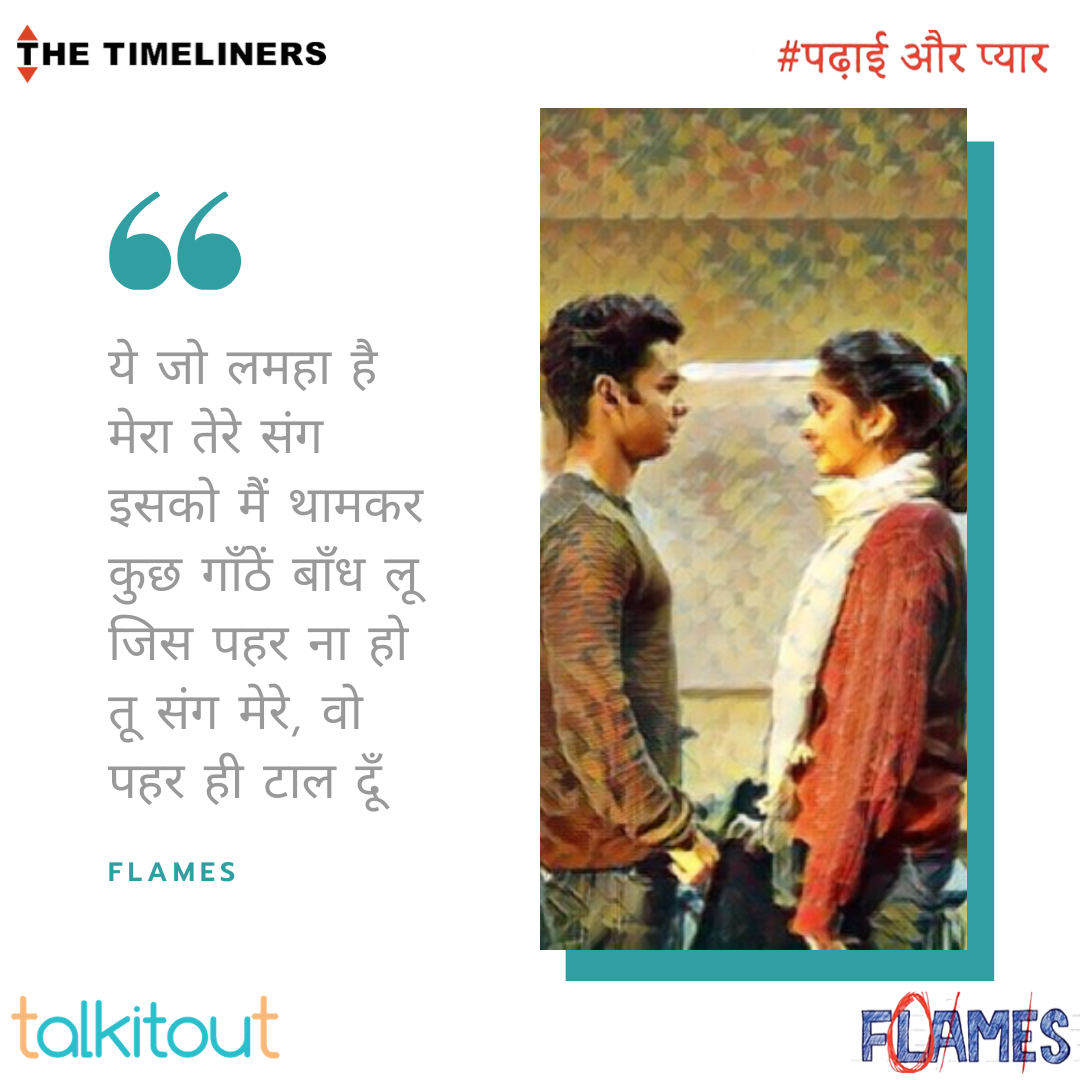 THE TIMELINERS
#पढ़ाई और प्यार
ये जो लमहा है
मेरा तेरे संग
इसको मैं थामकर
कुछ गाँठें बाँध लू
जिस पहर ना हो
तू संग मेरे, वो
पहर ही टाल दूँ
FLAMES
talkitout
FLAMES